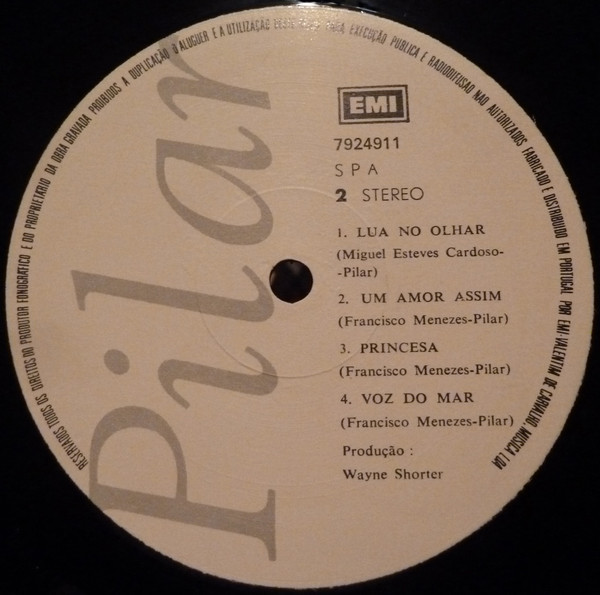 RESERVADOS TODOS OS DIREITOS DO PRODUTOR FONOGRÁFICO E DO PROPRIETÁRIO DA OBRA GRAVADA PROIBIDOS A DUPLICAÇÃO O ALUGUER E A UTILIZAÇÃO PARA EXECUÇÃO PUBLICA E RADIODIFUSÃO NÃO AUTORIZADOS FABRICADO E DISTRIBUIDO EM PORTUGAL POR EMI-VALENTIM DE CARVALHO, MUSICA LDA
Pilar
EMI
7924911
SPA
2 STEREO
1. LUA NO OLHAR
(Miguel Esteves Cardoso-
-Pilar)
2. UM AMOR ASSIM
(Francisco Menezes-Pilar)
3. PRINCESA
(Francisco Menezes-Pilar)
4. VOZ DO MAR
(Francisco Menezes-Pilar)
Produção :
Wayne Shorter